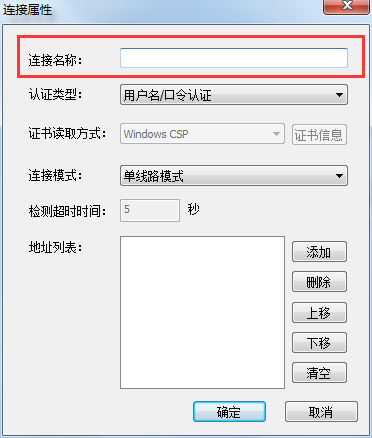 连接属性
连接名称：
认证类型： 用户名/口令认证
证书读取方式： Windows CSP 证书信息
连接模式： 单线路模式
检测超时时间： 5 秒
地址列表：
添加
删除
上移
下移
清空
确定 取消